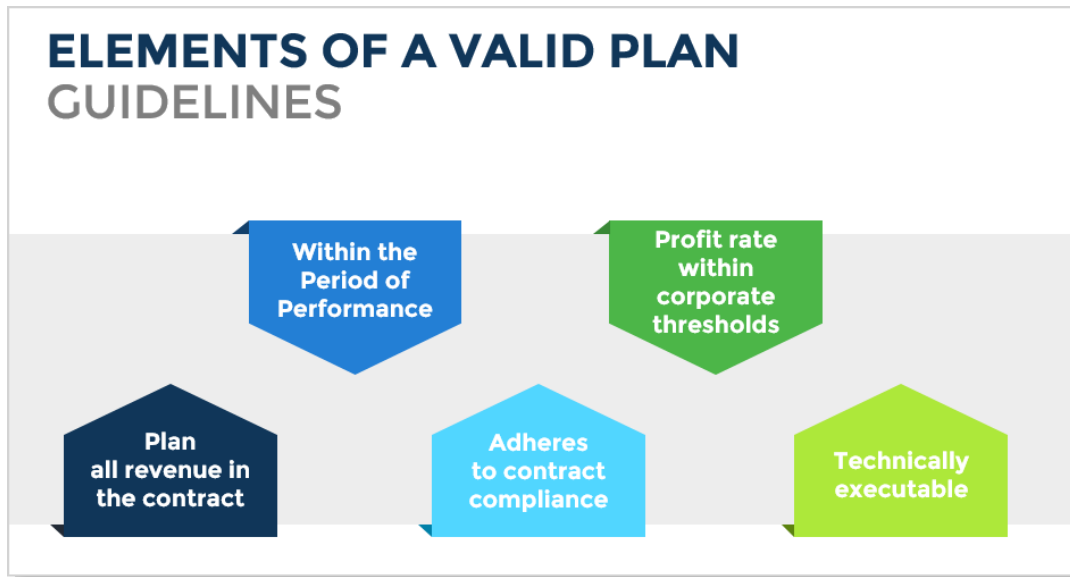 ELEMENTS OF A VALID PLAN
GUIDELINES
Plan
all revenue in
the contract
Within the
Period of
Performance
Adheres
to contract
compliance
Profit rate
within
corporate
thresholds
Technically
executable